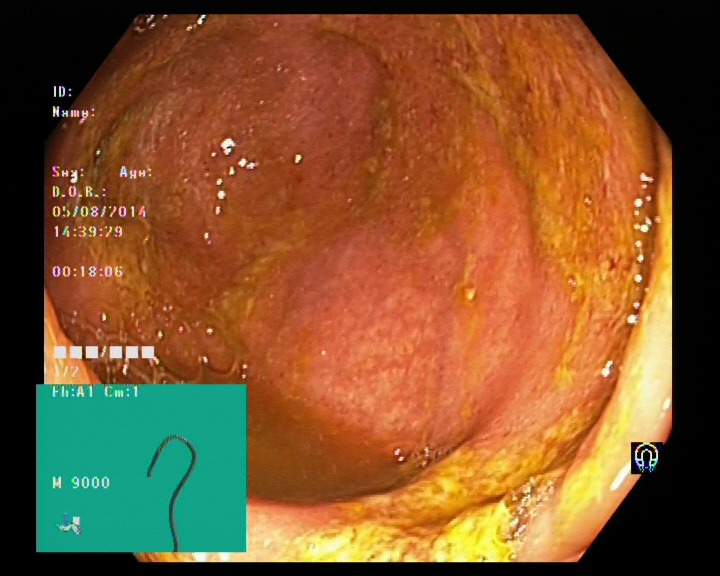 ID:
Name:
Sex: Age:
D.O.B.:
05/08/2014
14:39:29
00:18:06
■■■/■■■
1/2
Eh:A1 Cm:1
M 9000